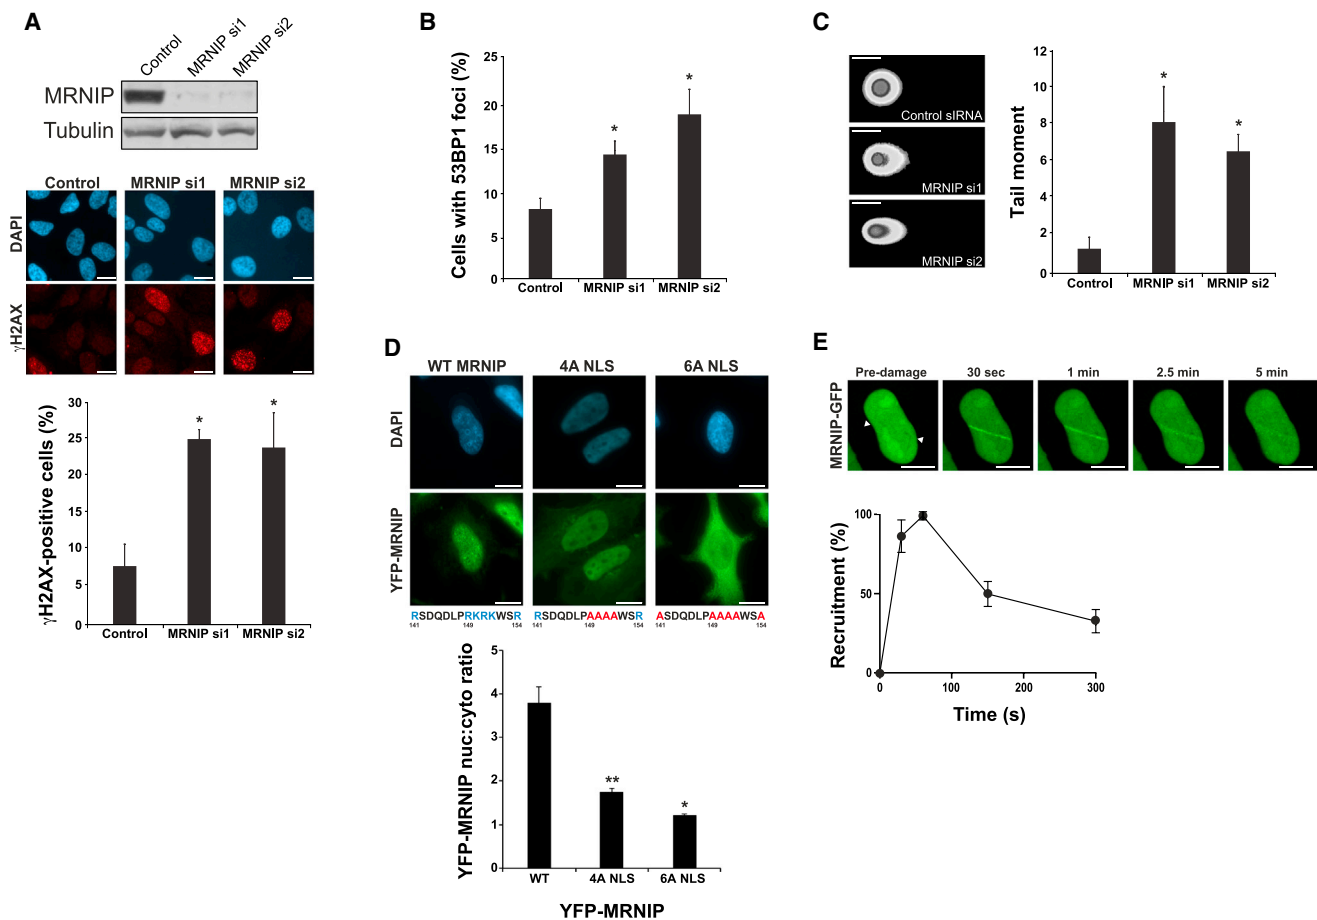 A
Control
MRNIP si1
MRNIP si2
MRNIP
Tubulin
Control
MRNIP si1
MRNIP si2
DAPI
γH2AX
γH2AX-positive cells (%)
30
25
20
15
10
5
0
Control
MRNIP si1
MRNIP si2
*
*
B
Cells with 53BP1 foci (%)
25
20
15
10
5
0
Control
MRNIP si1
MRNIP si2
*
*
C
Control siRNA
MRNIP si1
MRNIP si2
Tail moment
12
10
8
6
4
2
0
Control
MRNIP si1
MRNIP si2
*
*
D
WT MRNIP
4A NLS
6A NLS
DAPI
YFP-MRNIP
RSDQDLPRKRKWSR
141 149 154
RSDQDLPAAAAWSR
141 149 154
ASDQDLPAAAAWSA
141 149 154
YFP-MRNIP nuc:cyto ratio
5
4
3
2
1
0
**
*
WT
4A NLS
6A NLS
YFP-MRNIP
E
Pre-damage
30 sec
1 min
2.5 min
5 min
MRNIP-GFP
Recruitment (%)
100
50
0
0
100
200
300
Time (s)